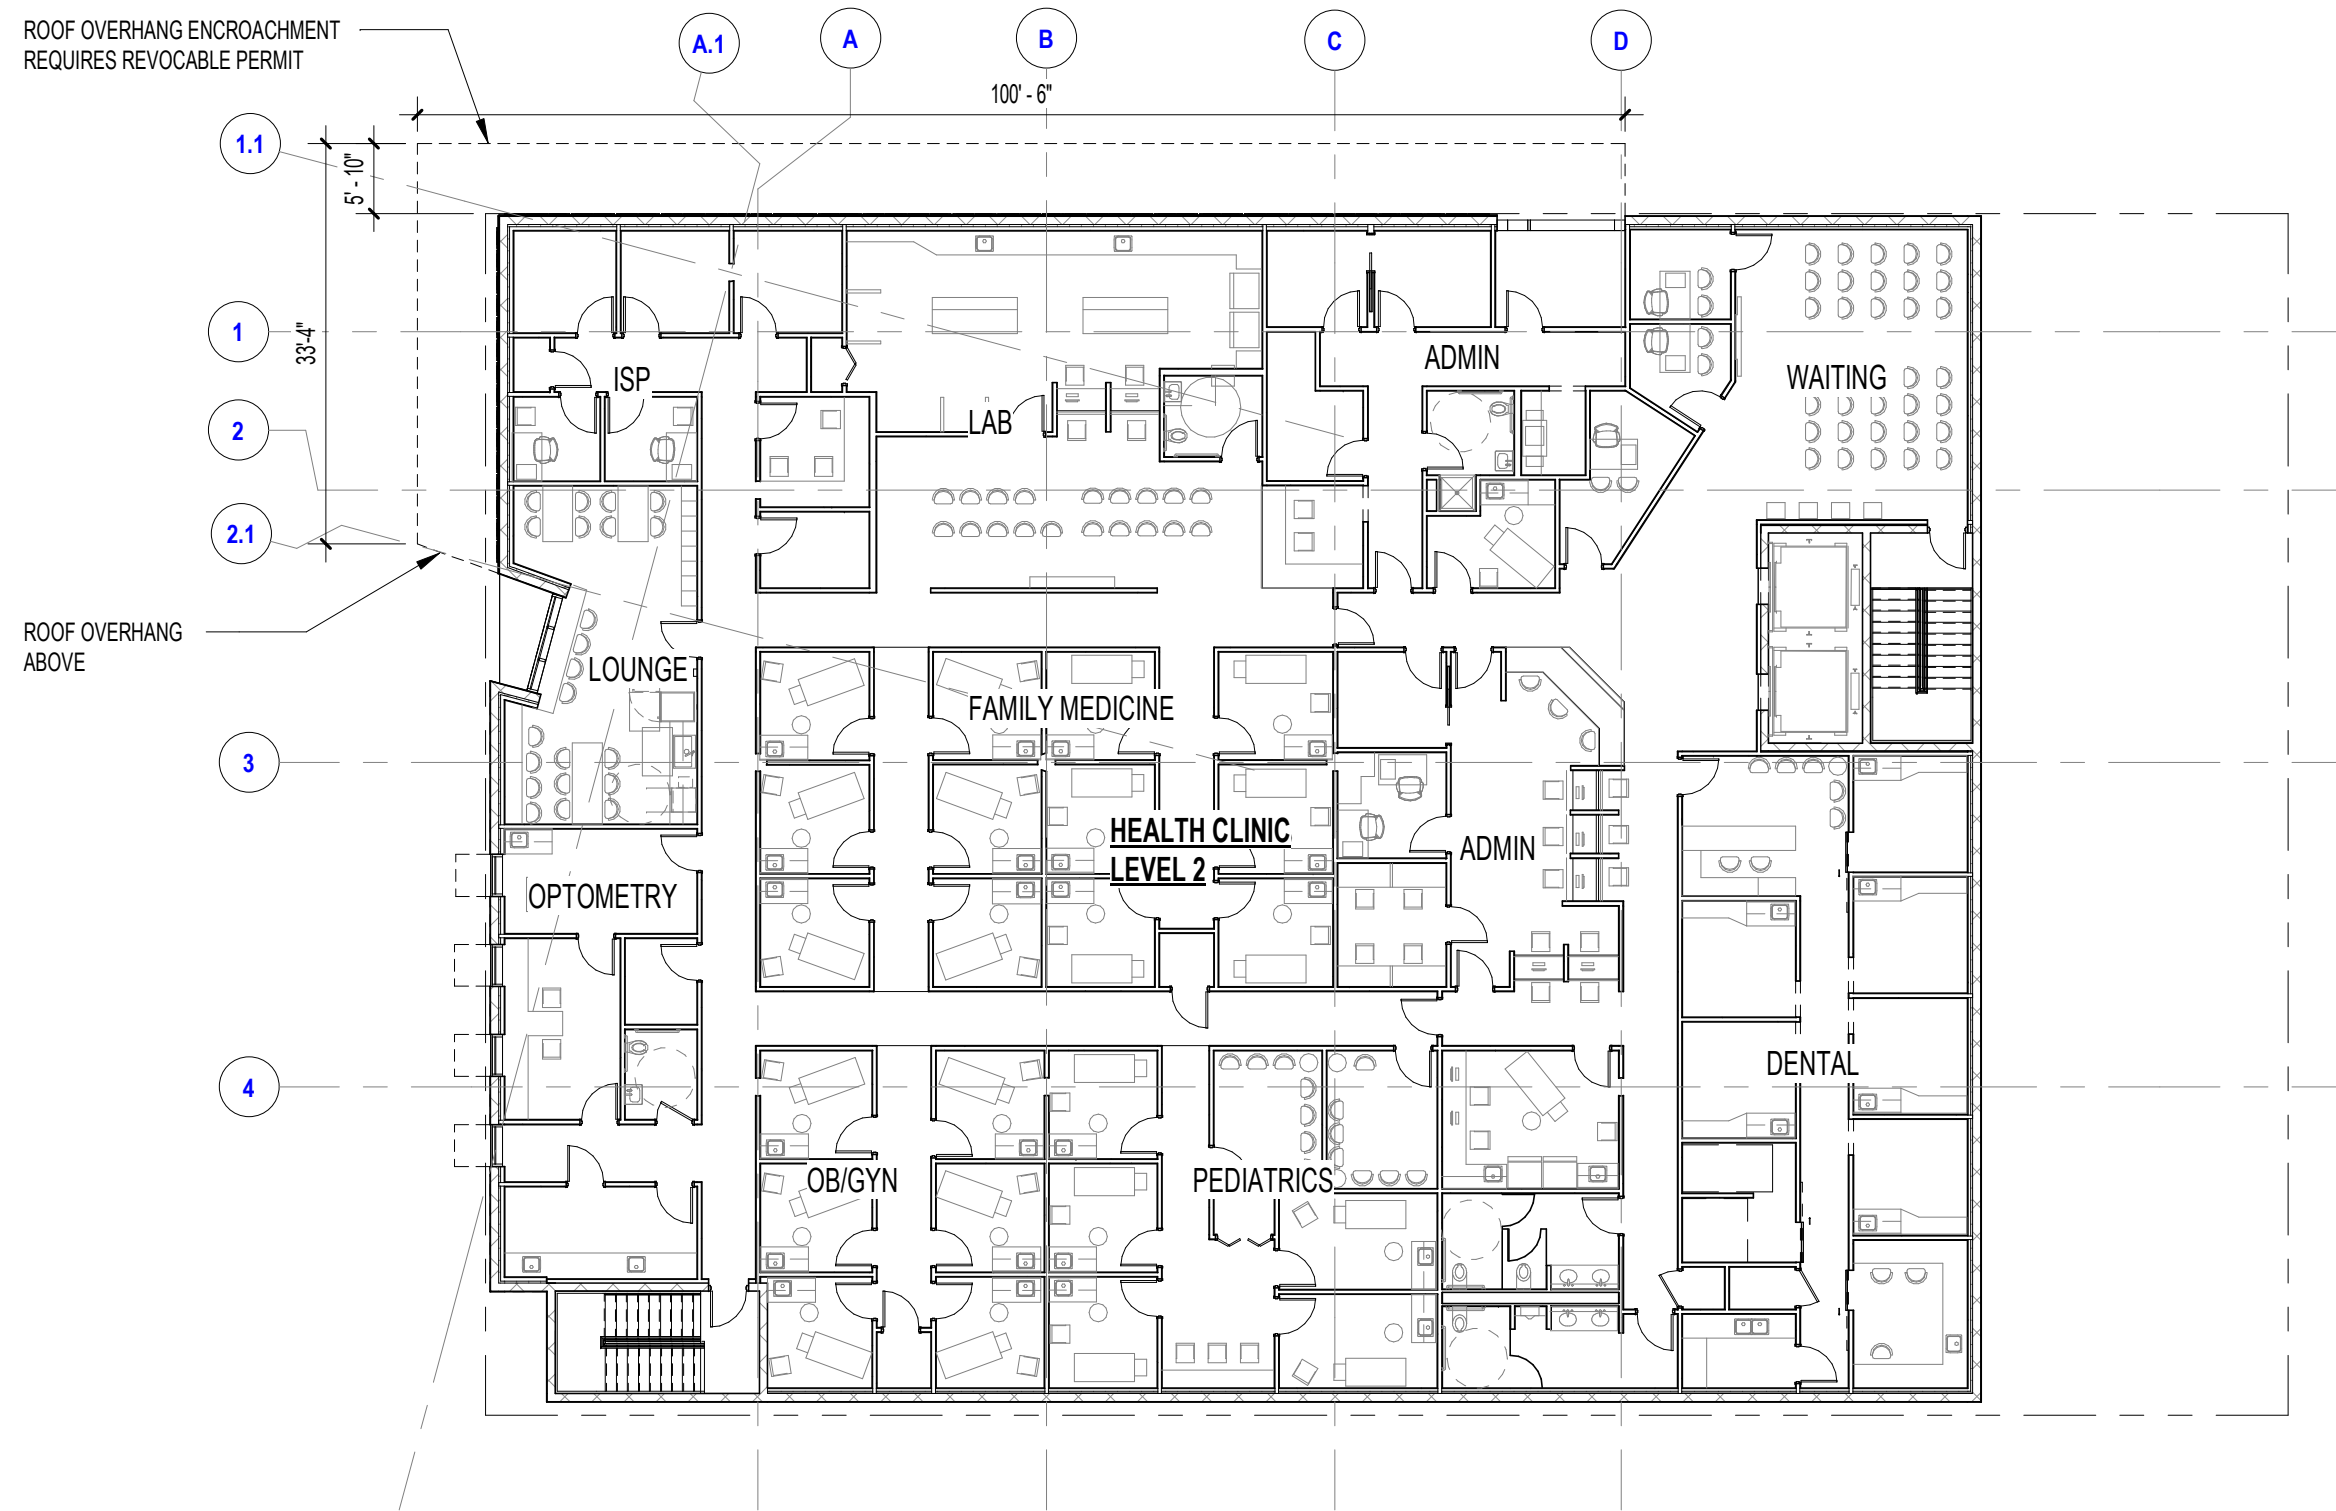 ROOF OVERHANG ENCROACHMENT
REQUIRES REVOCABLE PERMIT
A.1
A
B
C
D
100' - 6"
1.1
5' - 10"
33'-4"
1
ISP
LAB
ADMIN
WAITING
2
2.1
ROOF OVERHANG
ABOVE
LOUNGE
FAMILY MEDICINE
3
HEALTH CLINIC
LEVEL 2
ADMIN
OPTOMETRY
4
DENTAL
OB/GYN
PEDIATRICS